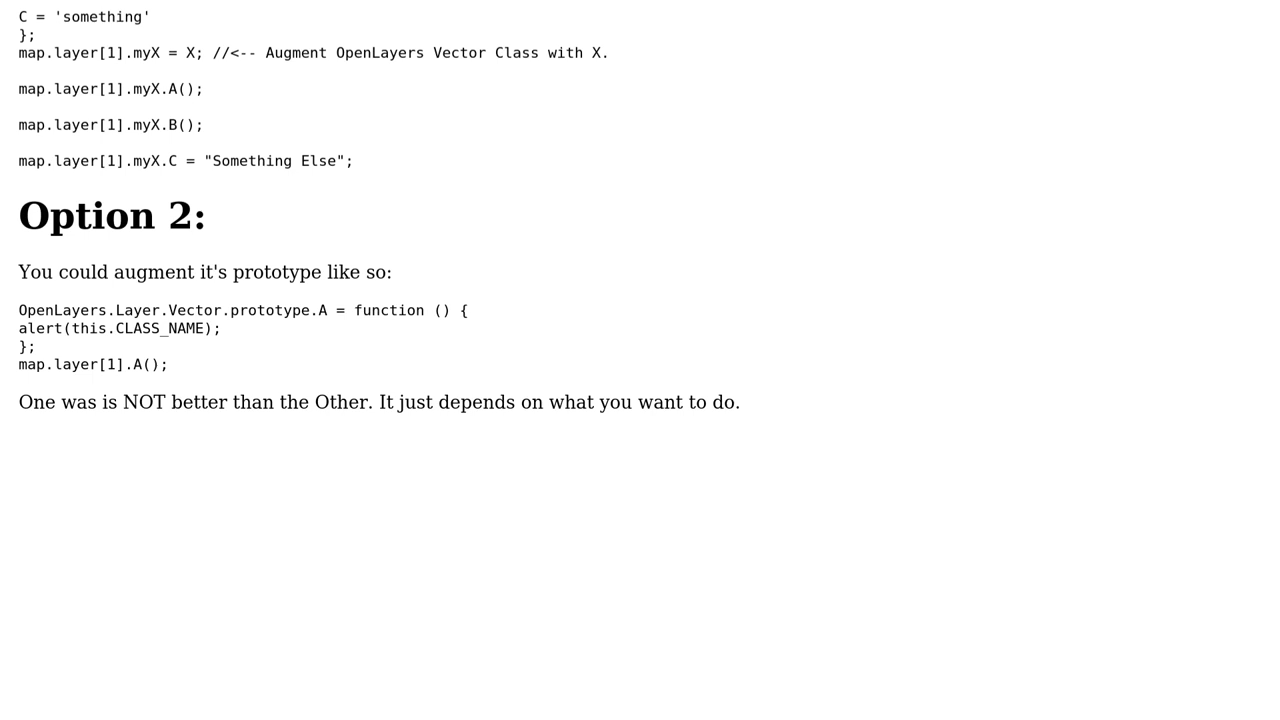 C = 'something'
};
map.layer[1].myX = X; //<-- Augment OpenLayers Vector Class with X.
map.layer[1].myX.A();
map.layer[1].myX.B();
map.layer[1].myX.C = "Something Else";
Option 2:
You could augment it's prototype like so:
OpenLayers.Layer.Vector.prototype.A = function () {
alert(this.CLASS_NAME);
};
map.layer[1].A();
One was is NOT better than the Other. It just depends on what you want to do.